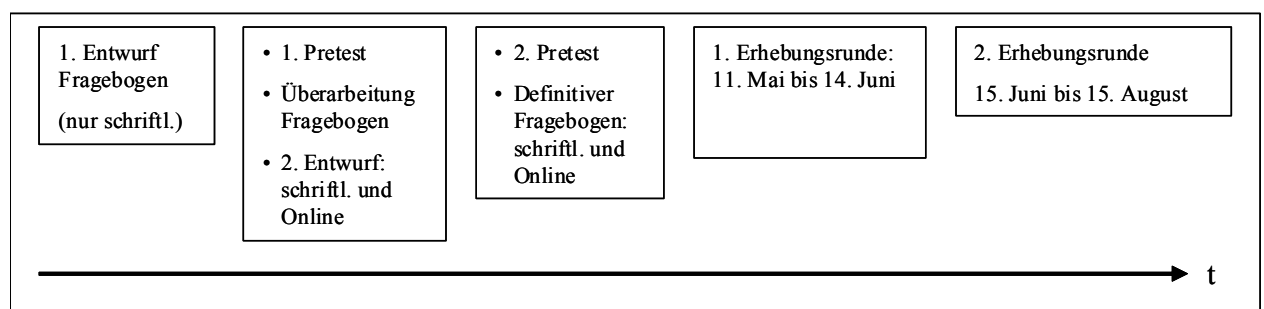 1. Entwurf
Fragebogen
(nur schriftl.)
• 1. Pretest
• Überarbeitung
Fragebogen
• 2. Entwurf:
schriftl. und
Online
• 2. Pretest
• Definitiver
Fragebogen:
schriftl. und
Online
1. Erhebungsrunde:
11. Mai bis 14. Juni
2. Erhebungsrunde
15. Juni bis 15. August
t